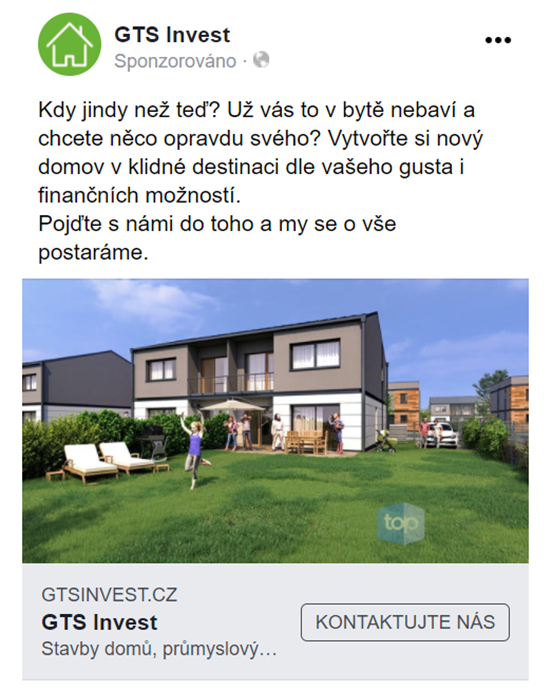 GTS Invest
Sponzorováno ·
Kdy jindy než teď? Už vás to v bytě nebaví a
chcete něco opravdu svého? Vytvořte si nový
domov v klidné destinaci dle vašeho gusta i
finančních možností.
Pojďte s námi do toho a my se o vše
postaráme.
top
GTSINVEST.CZ
GTS Invest
Stavby domů, průmyslový…
KONTAKTUJTE NÁS